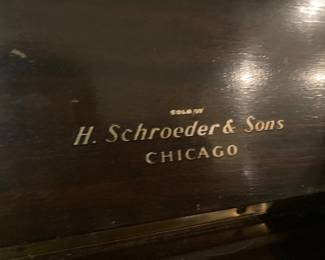 SOLD BY
H. Schroeder & Sons
CHICAGO